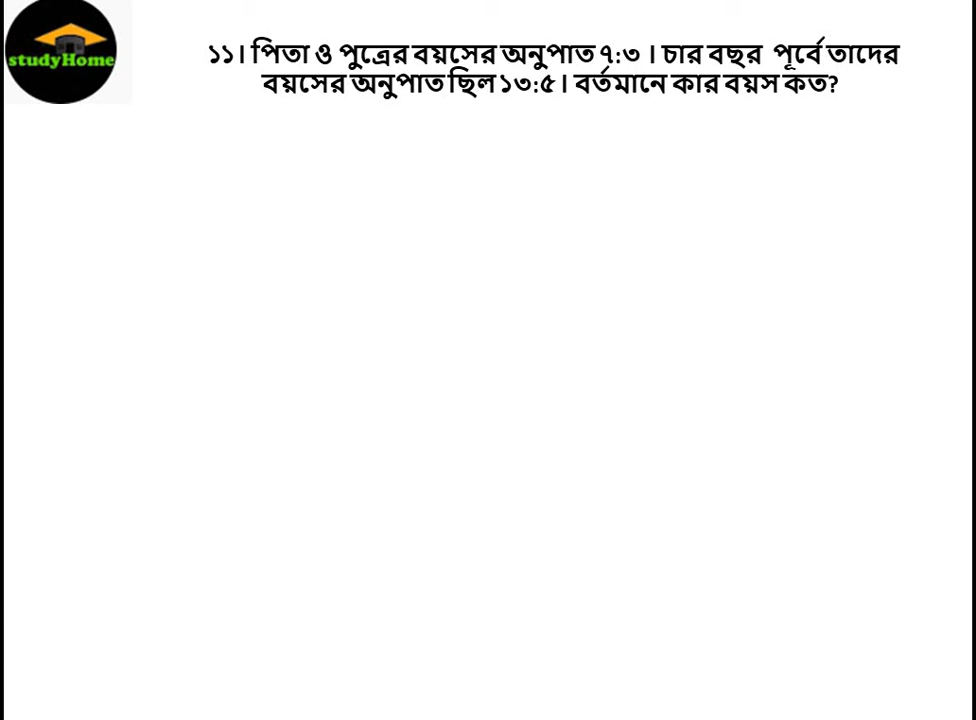 studyHome
১১। পিতা ও পুত্রের বয়সের অনুপাত ৭:৩ । চার বছর পূর্বে তাদের
বয়সের অনুপাত ছিল ১৩:৫। বর্তমানে কার বয়স কত?